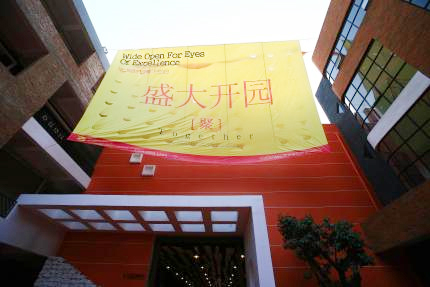 Wide Open For Eyes
Of Excellence
盛大开园
[聚]
together